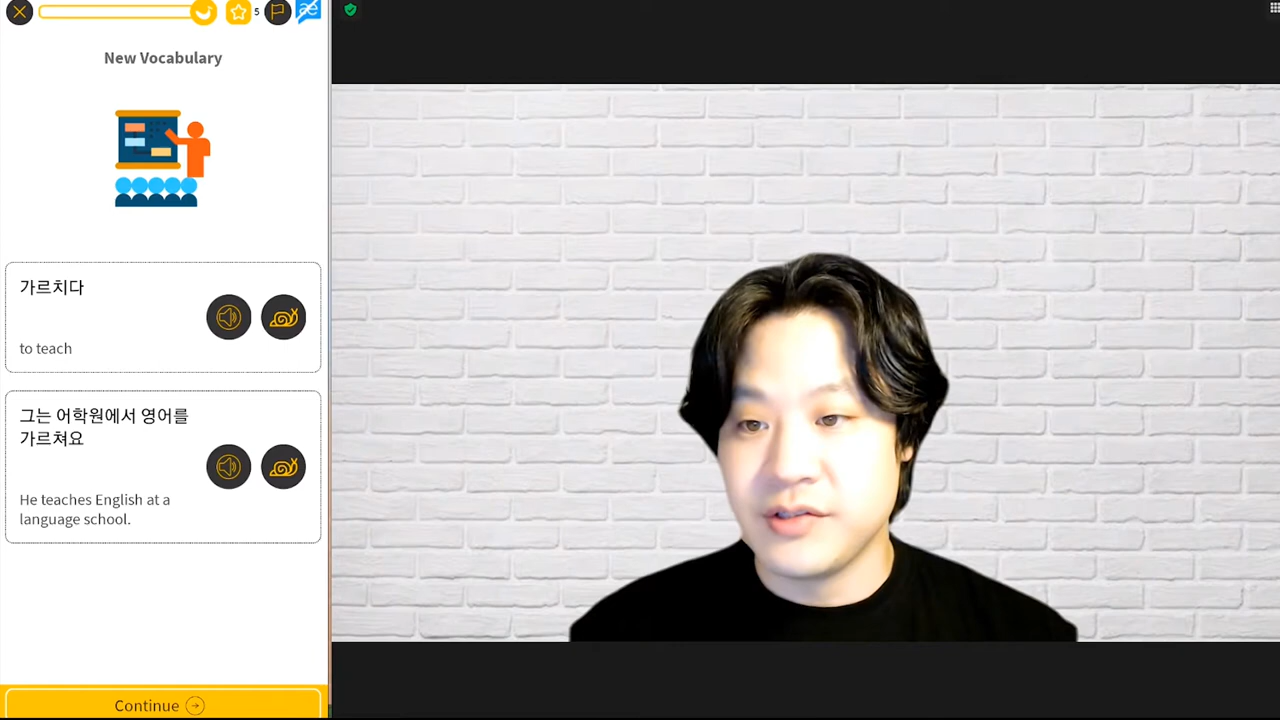 5
æ
New Vocabulary
가르치다
to teach
그는 어학원에서 영어를
가르쳐요
He teaches English at a
language school.
Continue